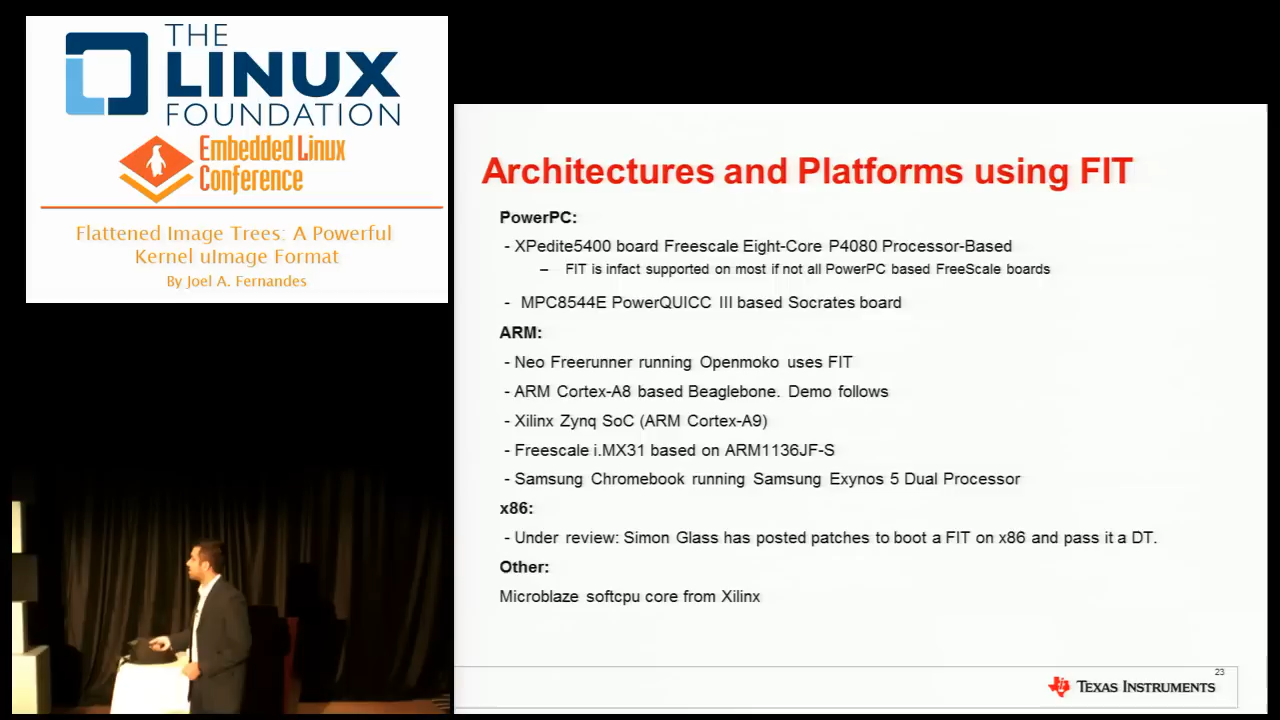 THE
LINUX
FOUNDATION
Embedded Linux
Conference
Flattened Image Trees: A Powerful
Kernel uImage Format
By Joel A. Fernandes
Architectures and Platforms using FIT
PowerPC:
- XPedite5400 board Freescale Eight-Core P4080 Processor-Based
– FIT is infact supported on most if not all PowerPC based FreeScale boards
- MPC8544E PowerQUICC III based Socrates board
ARM:
- Neo Freerunner running Openmoko uses FIT
- ARM Cortex-A8 based Beaglebone. Demo follows
- Xilinx Zynq SoC (ARM Cortex-A9)
- Freescale i.MX31 based on ARM1136JF-S
- Samsung Chromebook running Samsung Exynos 5 Dual Processor
x86:
- Under review: Simon Glass has posted patches to boot a FIT on x86 and pass it a DT.
Other:
Microblaze softcpu core from Xilinx
23
TEXAS INSTRUMENTS